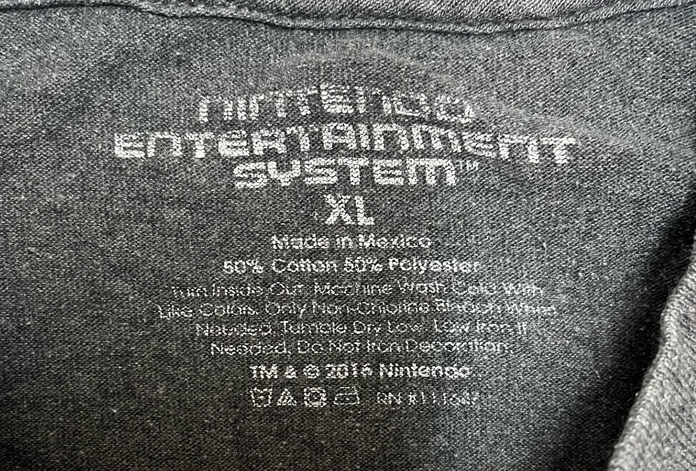 NINTENDO
ENTERTAINMENT
SYSTEM™
XL
Made in Mexico
50% Cotton 50% Polyester
Turn Inside Out, Machine Wash Cold With
Like Colors, Only Non-Chlorine Bleach When
Needed, Tumble Dry Low, Low Iron If
Needed, Do Not Iron Decoration
TM & © 2016 Nintendo
RN #111647